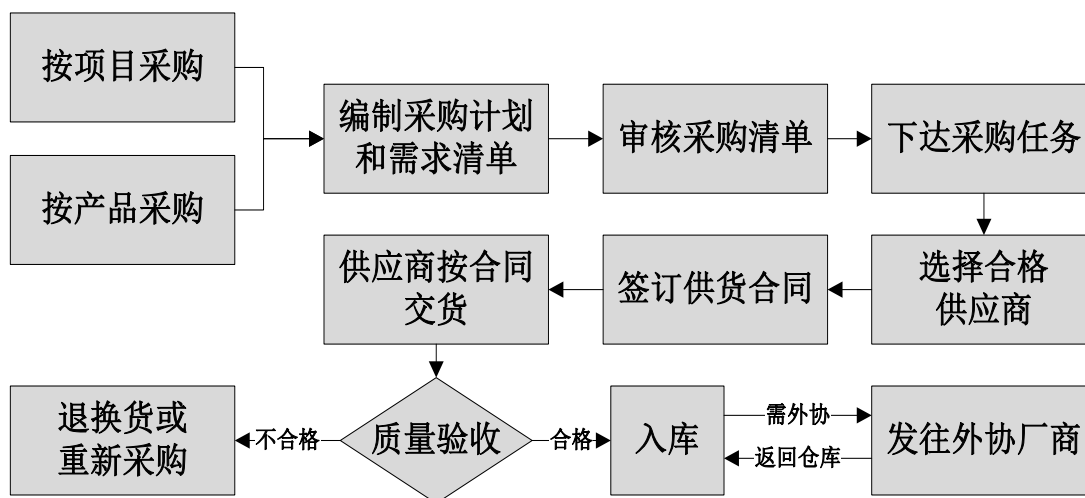 按项目采购
按产品采购
编制采购计划
和需求清单
审核采购清单
下达采购任务
选择合格
供应商
签订供货合同
供应商按合同
交货
质量验收
不合格
退换货或
重新采购
合格
入库
需外协
返回仓库
发往外协厂商